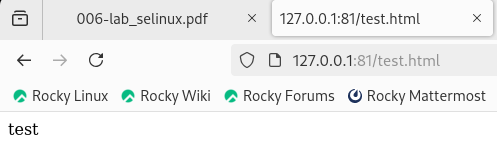 006-lab_selinux.pdf × 127.0.0.1:81/test.html ×
127.0.0.1:81/test.html
Rocky Linux Rocky Wiki Rocky Forums Rocky Mattermost
test